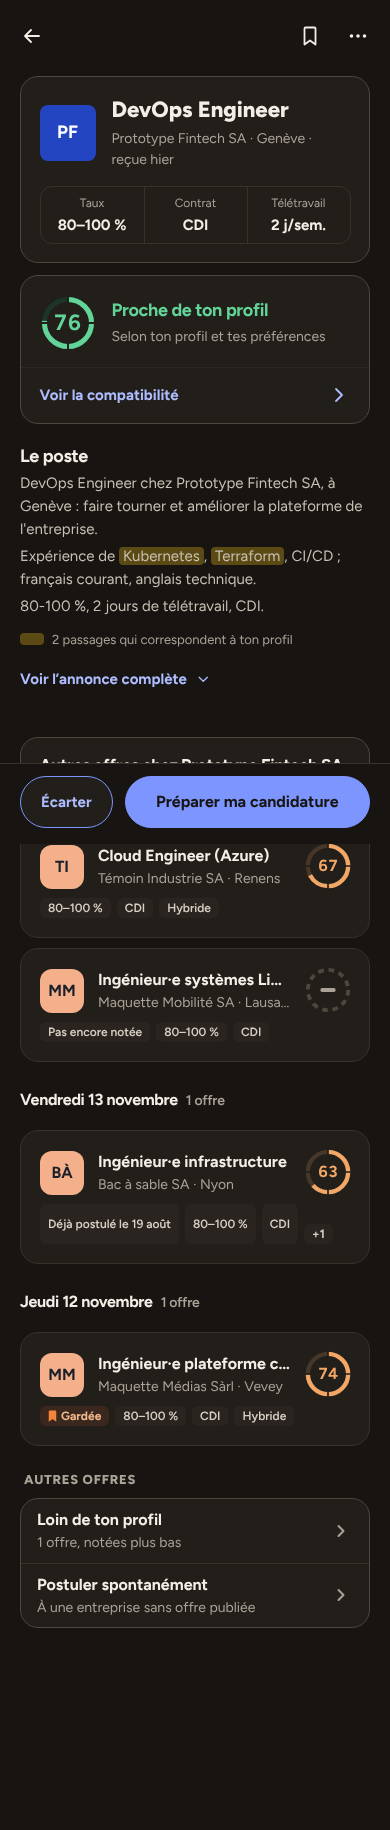 PF
DevOps Engineer
Prototype Fintech SA · Genève ·
reçue hier
Taux
80–100 %
Contrat
CDI
Télétravail
2 j/sem.
76
Proche de ton profil
Selon ton profil et tes préférences
Voir la compatibilité
Le poste
DevOps Engineer chez Prototype Fintech SA, à
Genève : faire tourner et améliorer la plateforme de
l'entreprise.
Expérience de Kubernetes, Terraform, CI/CD ;
français courant, anglais technique.
80-100 %, 2 jours de télétravail, CDI.
2 passages qui correspondent à ton profil
Voir l’annonce complète
Autres offres chez Prototype Fintech SA
Écarter
Préparer ma candidature
TI
Cloud Engineer (Azure)
Témoin Industrie SA · Renens
67
80–100 %
CDI
Hybride
MM
Ingénieur·e systèmes Li...
Maquette Mobilité SA · Lausa...
Pas encore notée
80–100 %
CDI
Vendredi 13 novembre 1 offre
BÀ
Ingénieur·e infrastructure
Bac à sable SA · Nyon
63
Déjà postulé le 19 août
80–100 %
CDI
+1
Jeudi 12 novembre 1 offre
MM
Ingénieur·e plateforme c...
Maquette Médias Sàrl · Vevey
74
Gardée
80–100 %
CDI
Hybride
AUTRES OFFRES
Loin de ton profil
1 offre, notées plus bas
Postuler spontanément
À une entreprise sans offre publiée